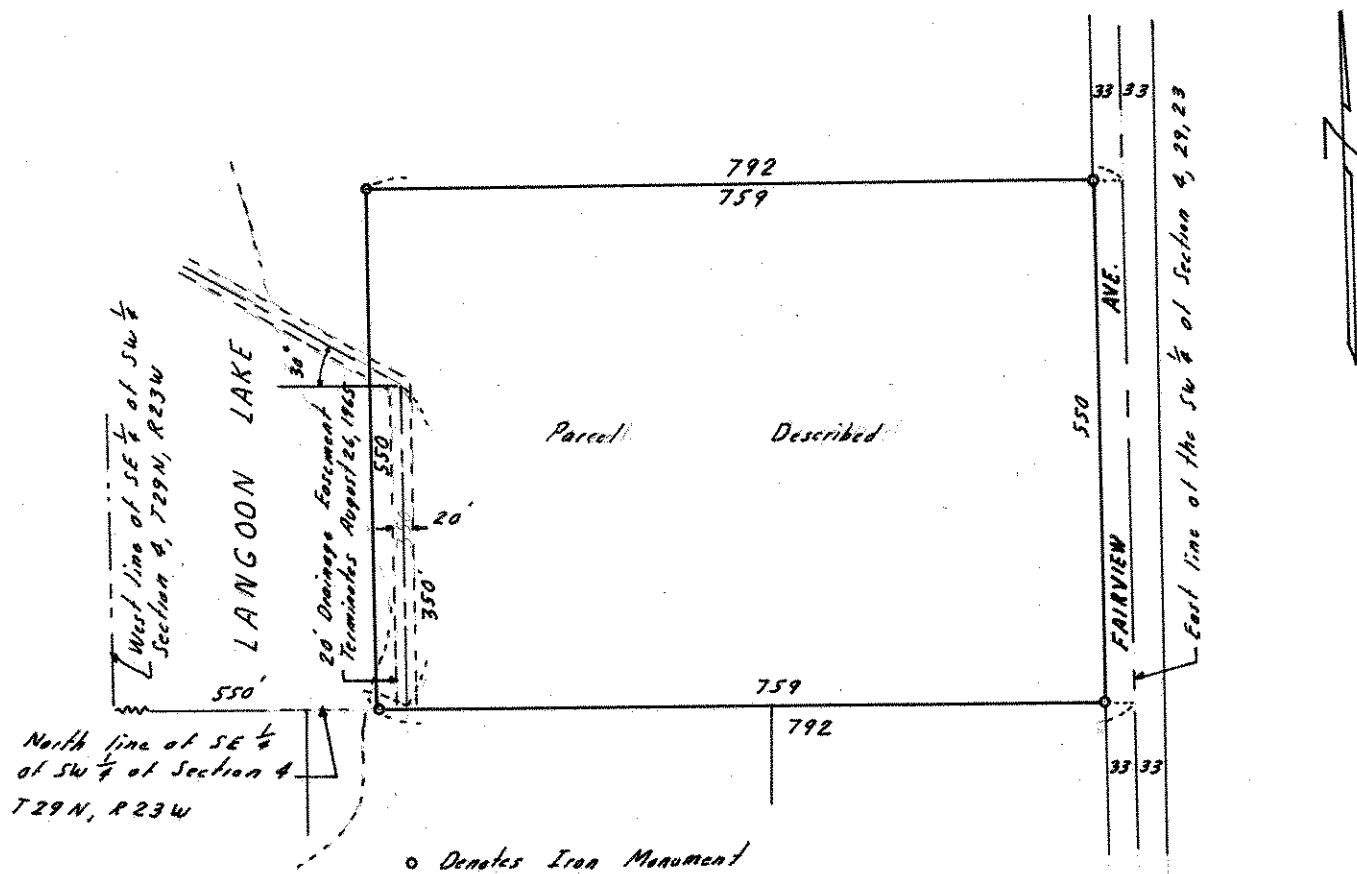 33 33
792
759
East line of the SW 1/4 of Section 4, 29, 23
AVE.
FAIRVIEW
West line of SE 1/4 of SW 1/4
Section 4, T29N, R23W
LANGOON LAKE
30°
20' Drainage Easement
Terminates August 26, 1965
550
Parcel Described
550
20'
350'
550'
759
792
North line of SE 1/4
of SW 1/4 of Section 4
T29N, R23W
33 33
o Denotes Iron Monument